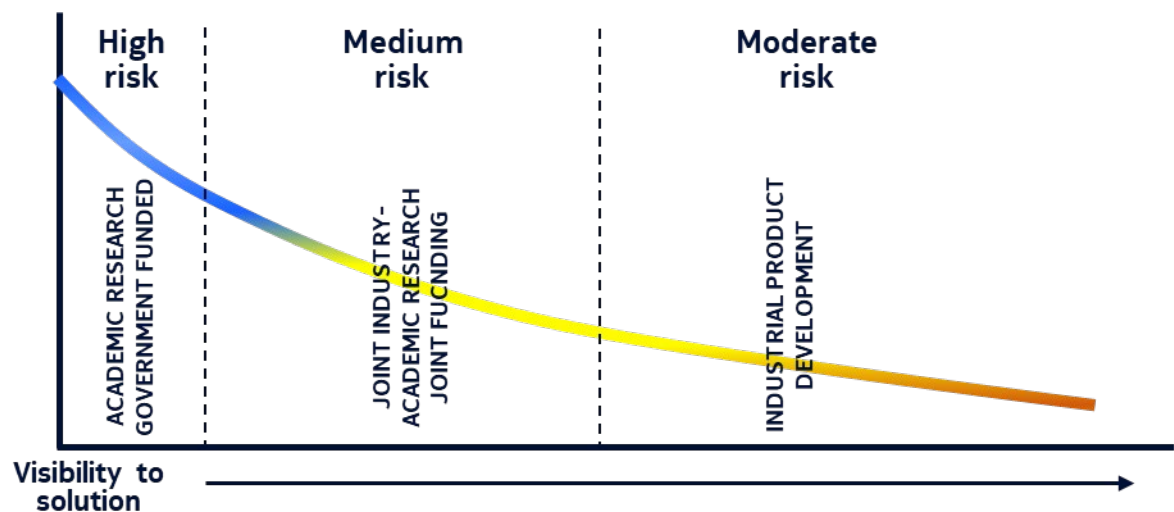 High
risk
Medium
risk
Moderate
risk
ACADEMIC RESEARCH
GOVERNMENT FUNDED
JOINT INDUSTRY-
ACADEMIC RESEARCH
JOINT FUCNDING
INDUSTRIAL PRODUCT
DEVELOPMENT
Visibility to
solution